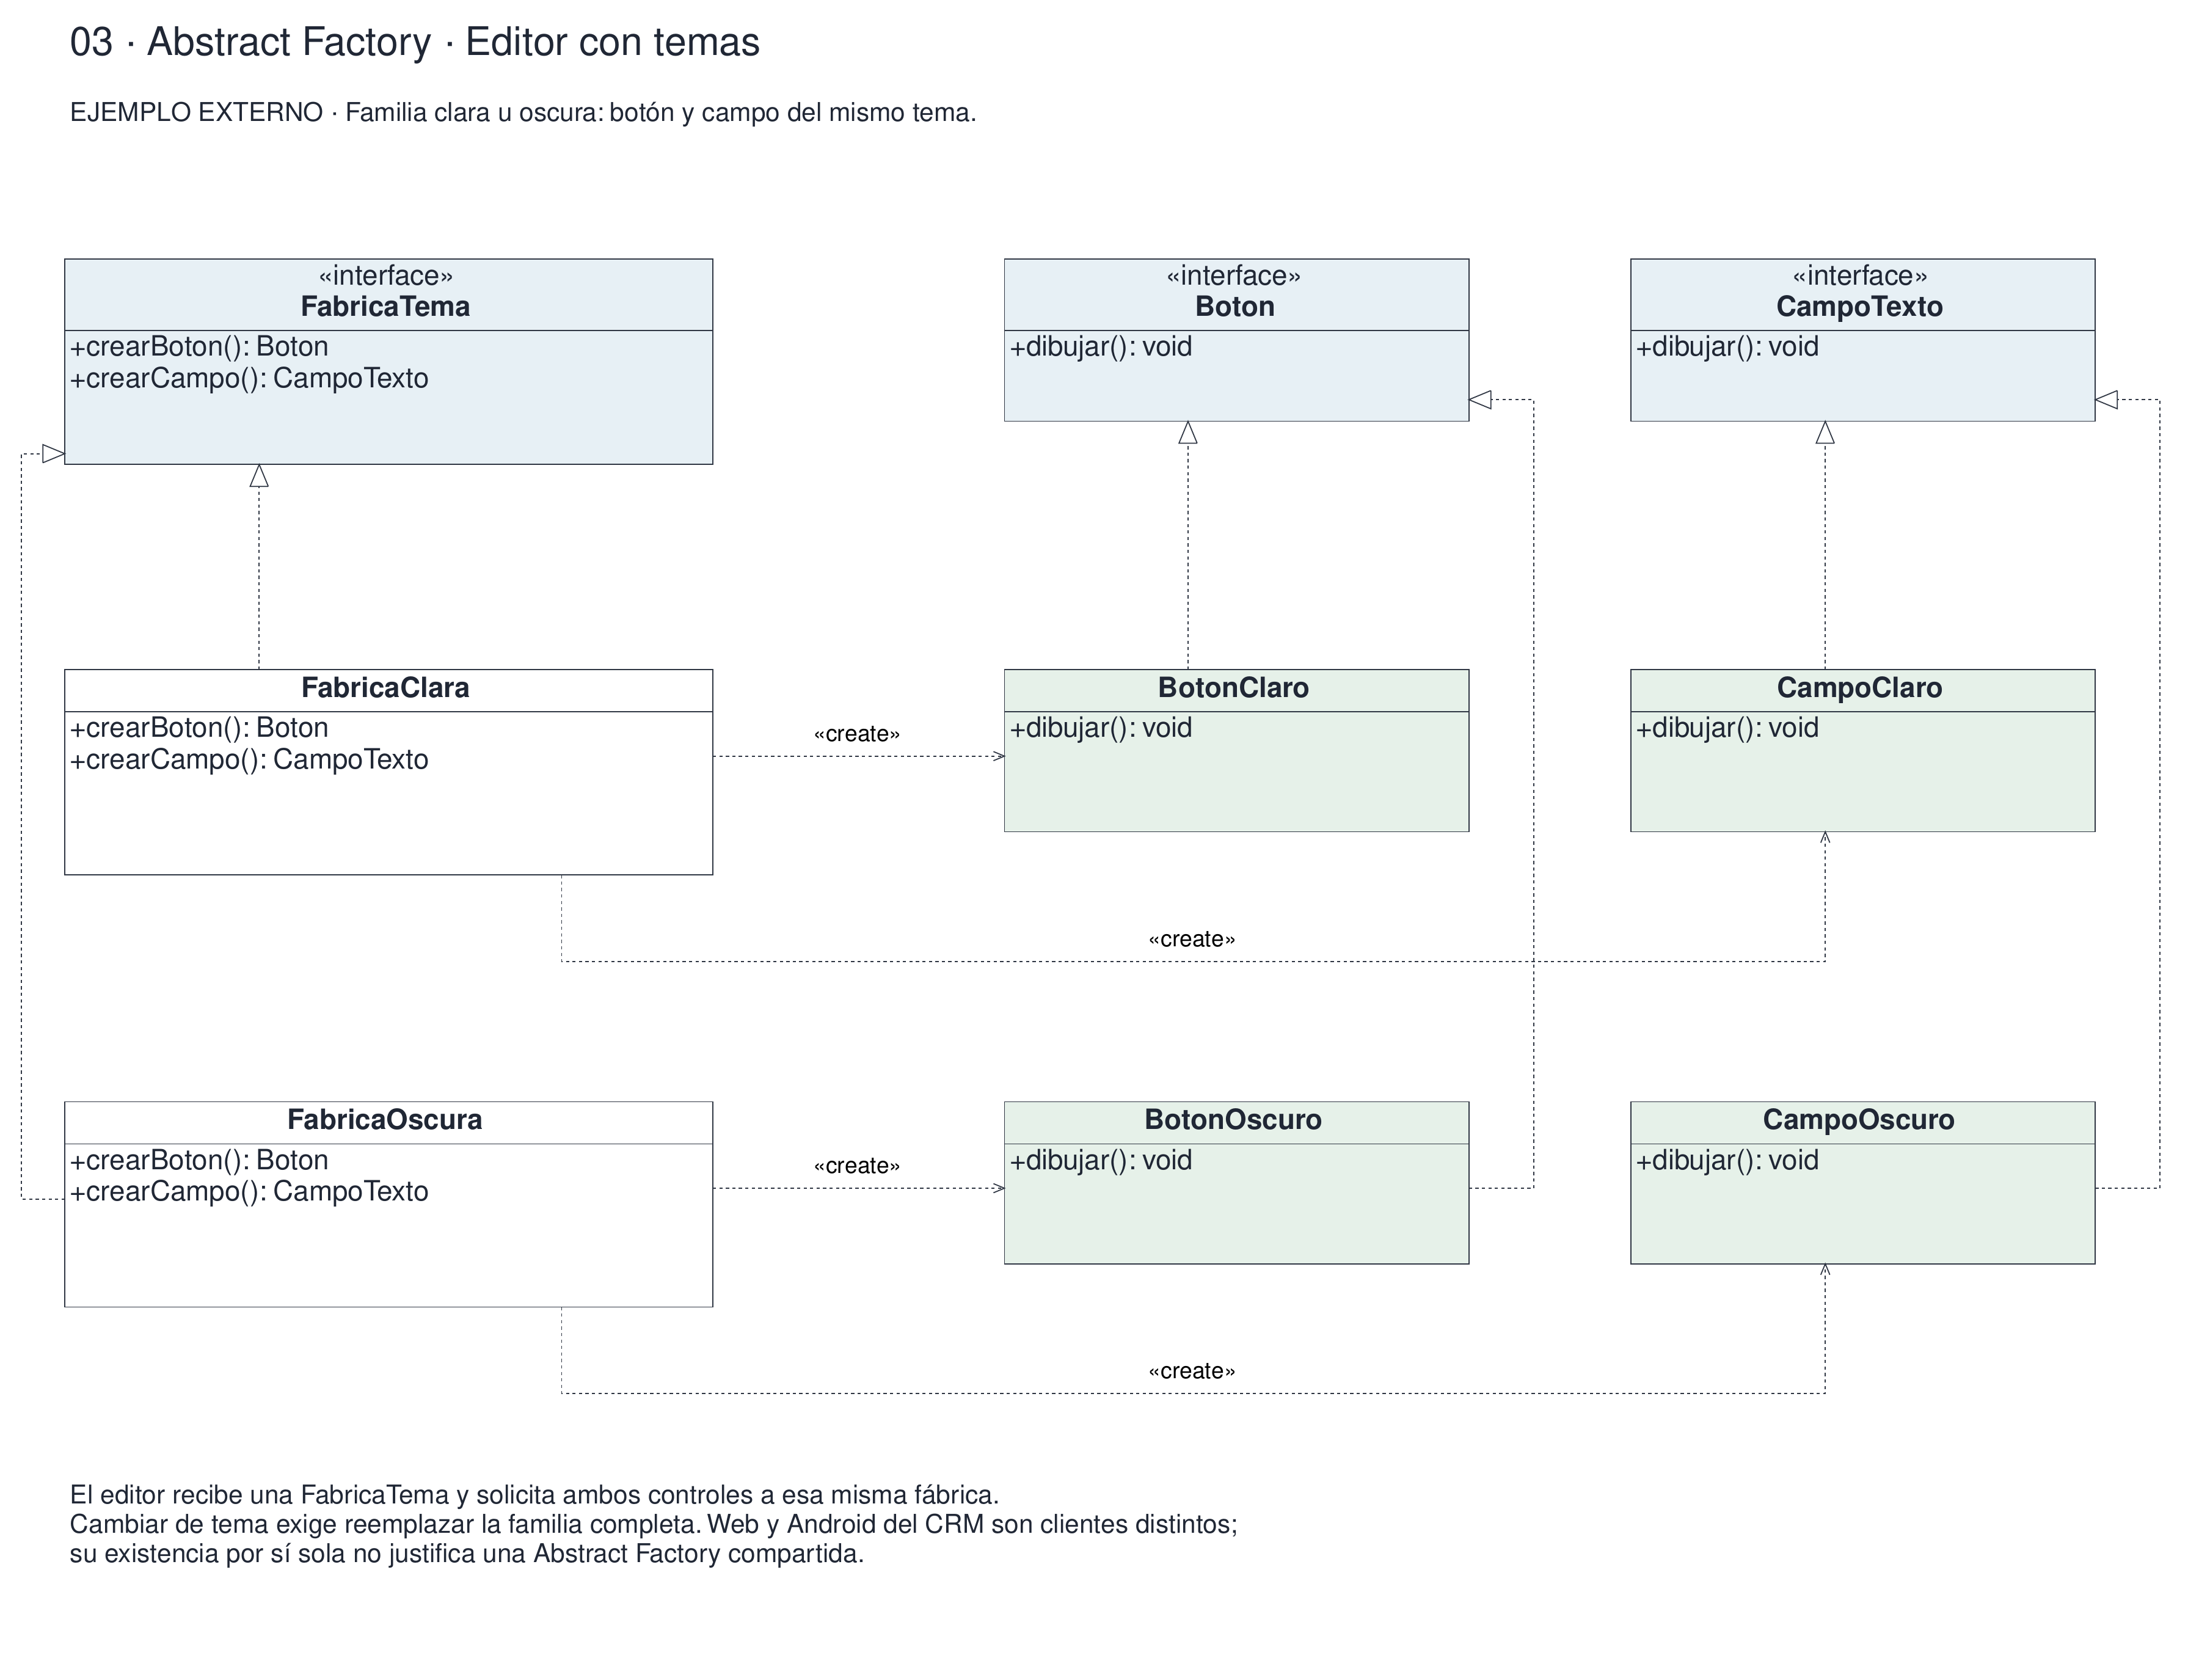 03 · Abstract Factory · Editor con temas
EJEMPLO EXTERNO · Familia clara u oscura: botón y campo del mismo tema.
«interface»
FabricaTema
+crearBoton(): Boton
+crearCampo(): CampoTexto
«interface»
Boton
+dibujar(): void
«interface»
CampoTexto
+dibujar(): void
FabricaClara
+crearBoton(): Boton
+crearCampo(): CampoTexto
«create»
BotonClaro
+dibujar(): void
CampoClaro
+dibujar(): void
«create»
FabricaOscura
+crearBoton(): Boton
+crearCampo(): CampoTexto
«create»
BotonOscuro
+dibujar(): void
CampoOscuro
+dibujar(): void
«create»
El editor recibe una FabricaTema y solicita ambos controles a esa misma fábrica.
Cambiar de tema exige reemplazar la familia completa. Web y Android del CRM son clientes distintos;
su existencia por sí sola no justifica una Abstract Factory compartida.